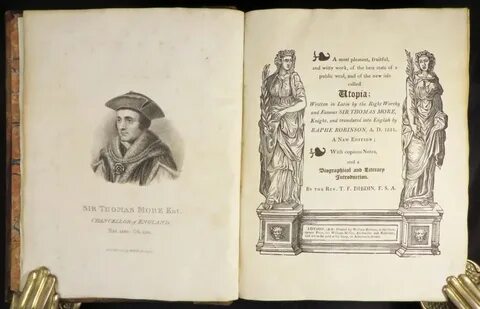 SIR THOMAS MORE KNT.
CHANCELLOR of ENGLAND.
A most pleasant, fruitful,
and witty work, of the best state of a
public weal, and of the new isle
called
Utopia:
Written in Latin by the Right Worthy
and Famous SIR THOMAS MORE,
Knight, and translated into English by
RAPHE ROBINSON, A. D. 1551.
A NEW EDITION;
With copious Notes,
and a
Biographical and Literary
Introduction.
BY THE REV. T. F. DIBDIN, F. S. A.
LONDON: